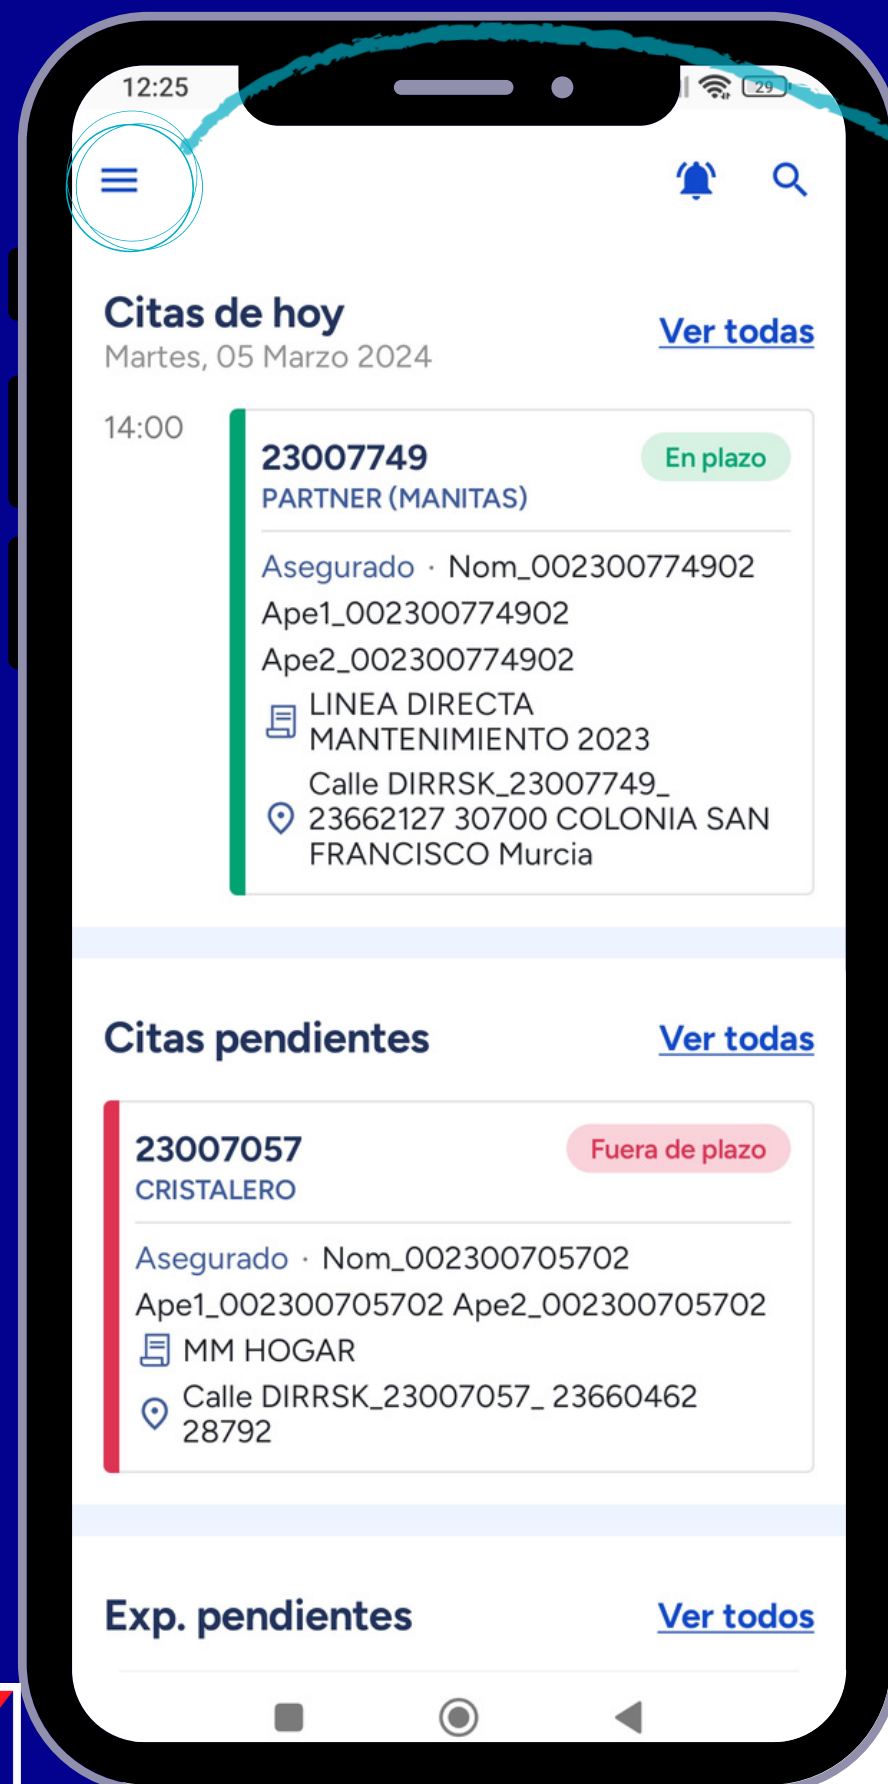 12:25
29
Citas de hoy
Ver todas
Martes, 05 Marzo 2024
14:00
23007749
En plazo
PARTNER (MANITAS)
Asegurado · Nom_002300774902
Ape1_002300774902
Ape2_002300774902
LINEA DIRECTA
MANTENIMIENTO 2023
Calle DIRRSK_23007749_
23662127 30700 COLONIA SAN
FRANCISCO Murcia
Citas pendientes
Ver todas
23007057
Fuera de plazo
CRISTALERO
Asegurado · Nom_002300705702
Ape1_002300705702 Ape2_002300705702
MM HOGAR
Calle DIRRSK_23007057_ 23660462
28792
Exp. pendientes
Ver todos